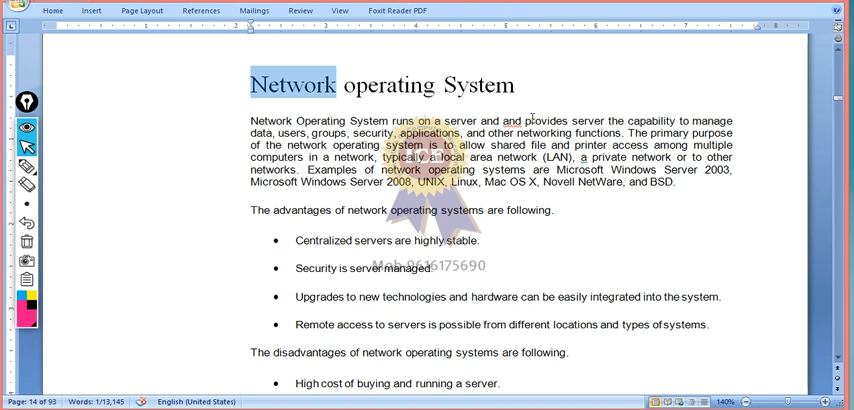 Home Insert Page Layout References Mailings Review View Foxit Reader PDF
1 2 3 4 5 6 7 8
Network operating System
Network Operating System runs on a server and and provides server the capability to manage
data, users, groups, security, applications, and other networking functions. The primary purpose
of the network operating system is to allow shared file and printer access among multiple
computers in a network, typically a local area network (LAN), a private network or to other
networks. Examples of network operating systems are Microsoft Windows Server 2003,
Microsoft Windows Server 2008, UNIX, Linux, Mac OS X, Novell NetWare, and BSD.
The advantages of network operating systems are following.
• Centralized servers are highly stable.
Mob 9616175690
• Security is server managed.
• Upgrades to new technologies and hardware can be easily integrated into the system.
• Remote access to servers is possible from different locations and types of systems.
The disadvantages of network operating systems are following.
• High cost of buying and running a server.
Page: 14 of 93 Words: 1/13,145 English (United States) 140%